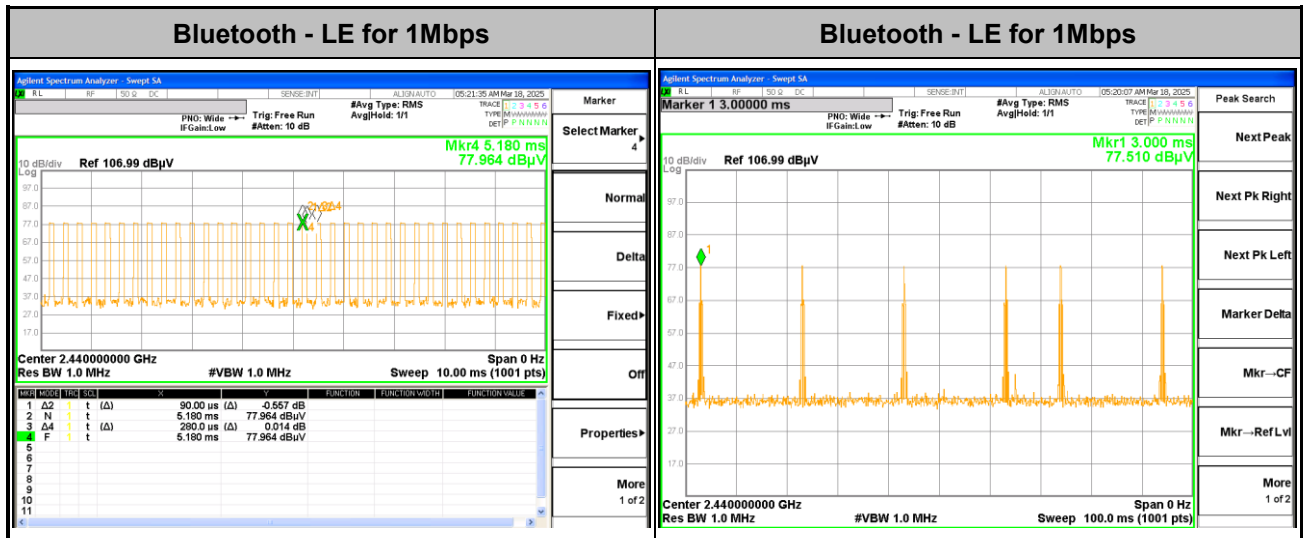 Bluetooth - LE for 1Mbps
Agilent Spectrum Analyzer - Swept SA
RL RF 50 Ω DC SENSE:INT ALIGN AUTO 05:21:35 AM Mar 18, 2025
#Avg Type: RMS TRACE 1 2 3 4 5 6
PNO: Wide Trig: Free Run Avg|Hold: 1/1 TYPE M
IFGain:Low #Atten: 10 dB DET P P N N N N
Mkr4 5.180 ms
77.964 dBµV
10 dB/div Ref 106.99 dBµV
Log
97.0
87.0
77.0
67.0
57.0
47.0
37.0
27.0
17.0
Center 2.440000000 GHz Span 0 Hz
Res BW 1.0 MHz #VBW 1.0 MHz Sweep 10.00 ms (1001 pts)
MKR MODE TRC SCL X Y FUNCTION FUNCTION WIDTH FUNCTION VALUE
1 Δ2 1 t (Δ) 90.00 µs (Δ) -0.557 dB
2 N 1 t 5.180 ms 77.964 dBµV
3 Δ4 1 t (Δ) 280.0 µs (Δ) 0.014 dB
4 F 1 t 5.180 ms 77.964 dBµV
5
6
7
8
9
10
11
Marker
Select Marker
4
Normal
Delta
Fixed
Off
Properties
More
1 of 2
Bluetooth - LE for 1Mbps
Agilent Spectrum Analyzer - Swept SA
RL RF 50 Ω DC SENSE:INT ALIGN AUTO 05:20:07 AM Mar 18, 2025
Marker 1 3.00000 ms #Avg Type: RMS TRACE 1 2 3 4 5 6
PNO: Wide Trig: Free Run Avg|Hold: 1/1 TYPE M
IFGain:Low #Atten: 10 dB DET P P N N N N
Mkr1 3.000 ms
77.510 dBµV
10 dB/div Ref 106.99 dBµV
Log
97.0
87.0
77.0
67.0
57.0
47.0
37.0
27.0
17.0
1
Center 2.440000000 GHz Span 0 Hz
Res BW 1.0 MHz #VBW 1.0 MHz Sweep 100.0 ms (1001 pts)
Peak Search
Next Peak
Next Pk Right
Next Pk Left
Marker Delta
Mkr→CF
Mkr→Ref Lvl
More
1 of 2